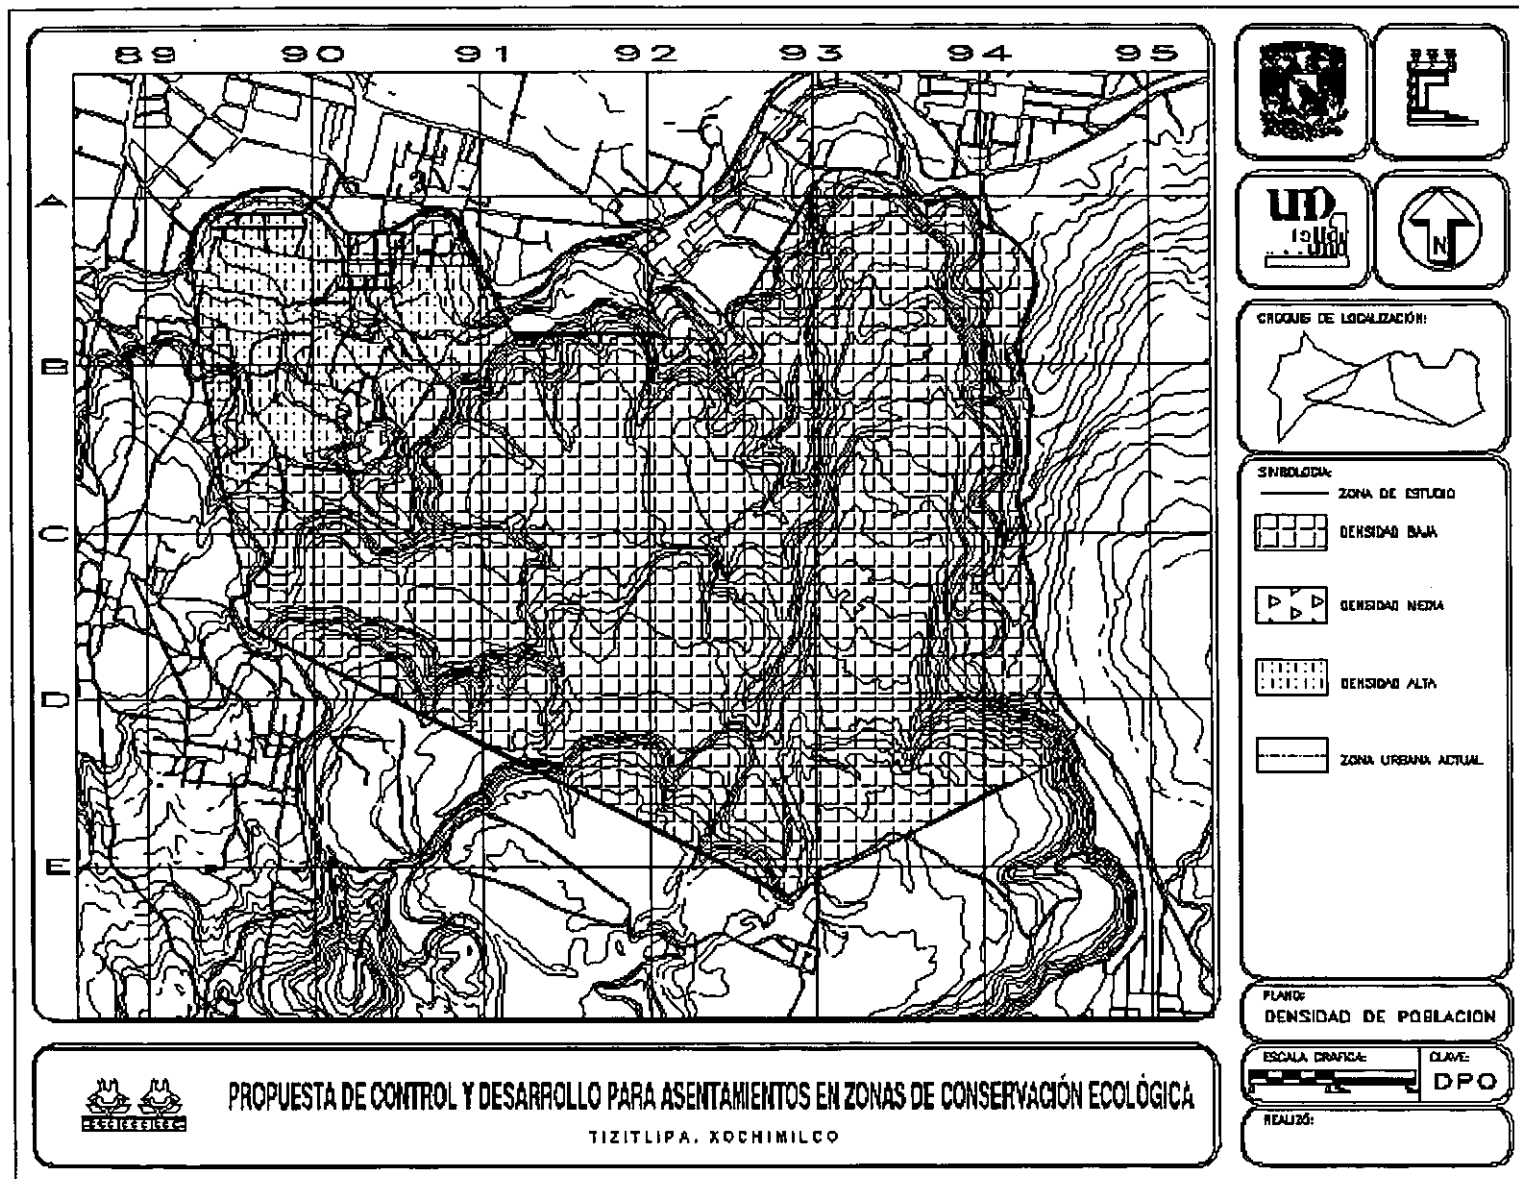 89 90 91 92 93 94 95
A
B
C
D
E
N
CROQUIS DE LOCALIZACIÓN:
SIMBOLOGIA:
ZONA DE ESTUDIO
DENSIDAD BAJA
DENSIDAD MEDIA
DENSIDAD ALTA
ZONA URBANA ACTUAL
PLANO:
DENSIDAD DE POBLACION
ESCALA GRAFICA:
CLAVE:
DPO
REALIZÓ:
PROPUESTA DE CONTROL Y DESARROLLO PARA ASENTAMIENTOS EN ZONAS DE CONSERVACIÓN ECOLÓGICA
TIZITLIPA, XOCHIMILCO